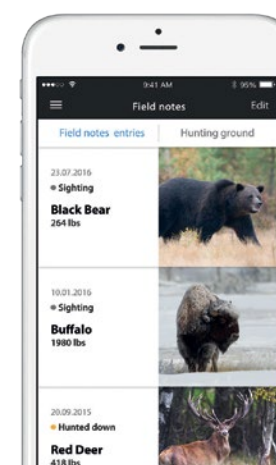 9:41 AM
95%
Field notes
Edit
Field notes entries
Hunting ground
23.07.2016
Sighting
Black Bear
264 lbs
10.01.2016
Sighting
Buffalo
1980 lbs
20.09.2015
Hunted down
Red Deer
418 lbs